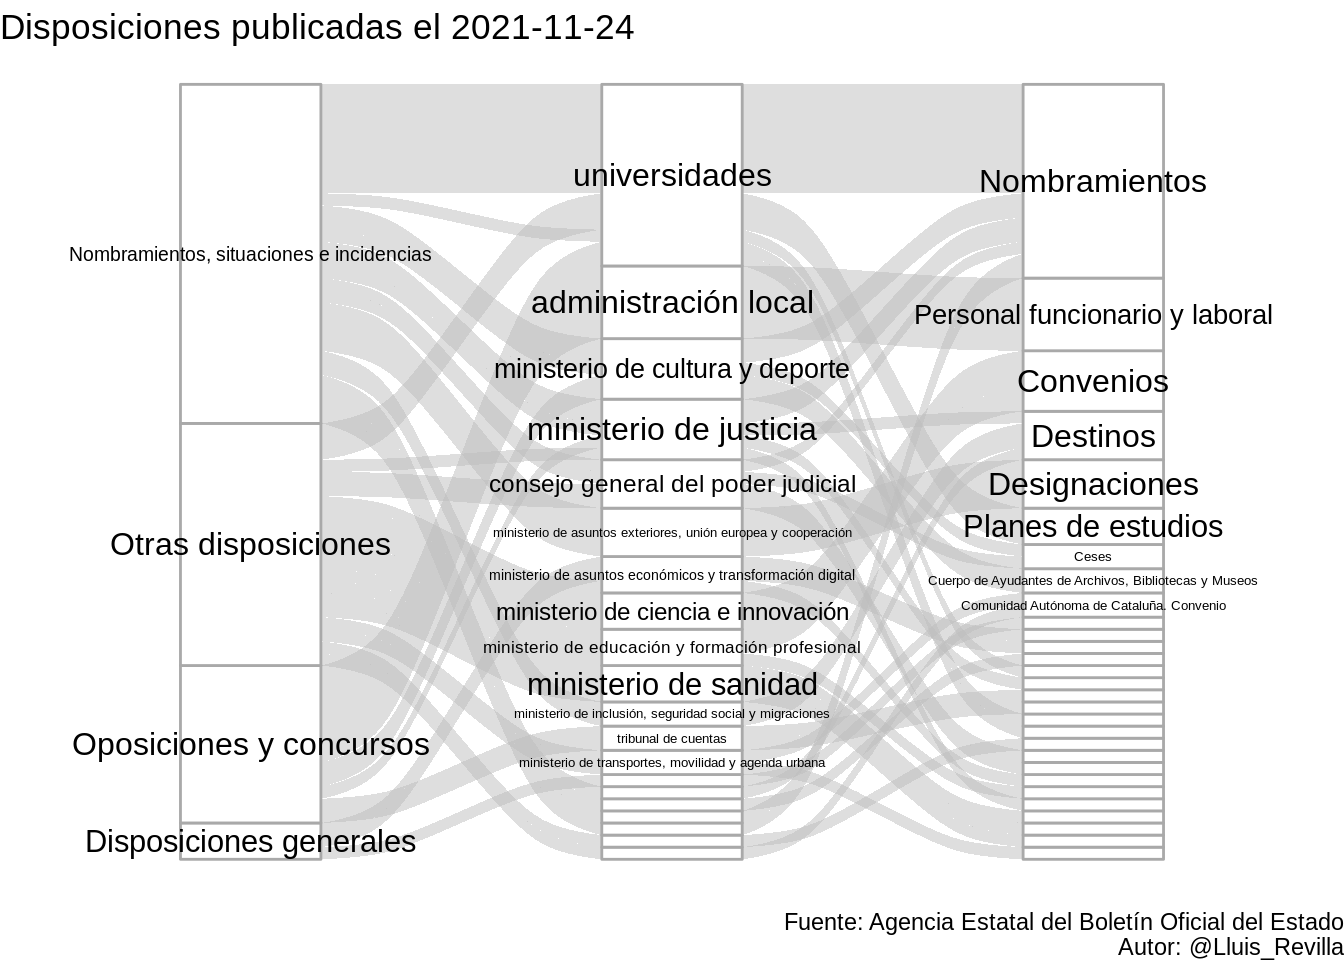 Disposiciones publicadas el 2021-11-24
Nombramientos, situaciones e incidencias
Otras disposiciones
Oposiciones y concursos
Disposiciones generales
universidades
administración local
ministerio de cultura y deporte
ministerio de justicia
consejo general del poder judicial
ministerio de asuntos exteriores, unión europea y cooperación
ministerio de asuntos económicos y transformación digital
ministerio de ciencia e innovación
ministerio de educación y formación profesional
ministerio de sanidad
ministerio de inclusión, seguridad social y migraciones
tribunal de cuentas
ministerio de transportes, movilidad y agenda urbana
Nombramientos
Personal funcionario y laboral
Convenios
Destinos
Designaciones
Planes de estudios
Ceses
Cuerpo de Ayudantes de Archivos, Bibliotecas y Museos
Comunidad Autónoma de Cataluña. Convenio
Fuente: Agencia Estatal del Boletín Oficial del Estado
Autor: @Lluis_Revilla